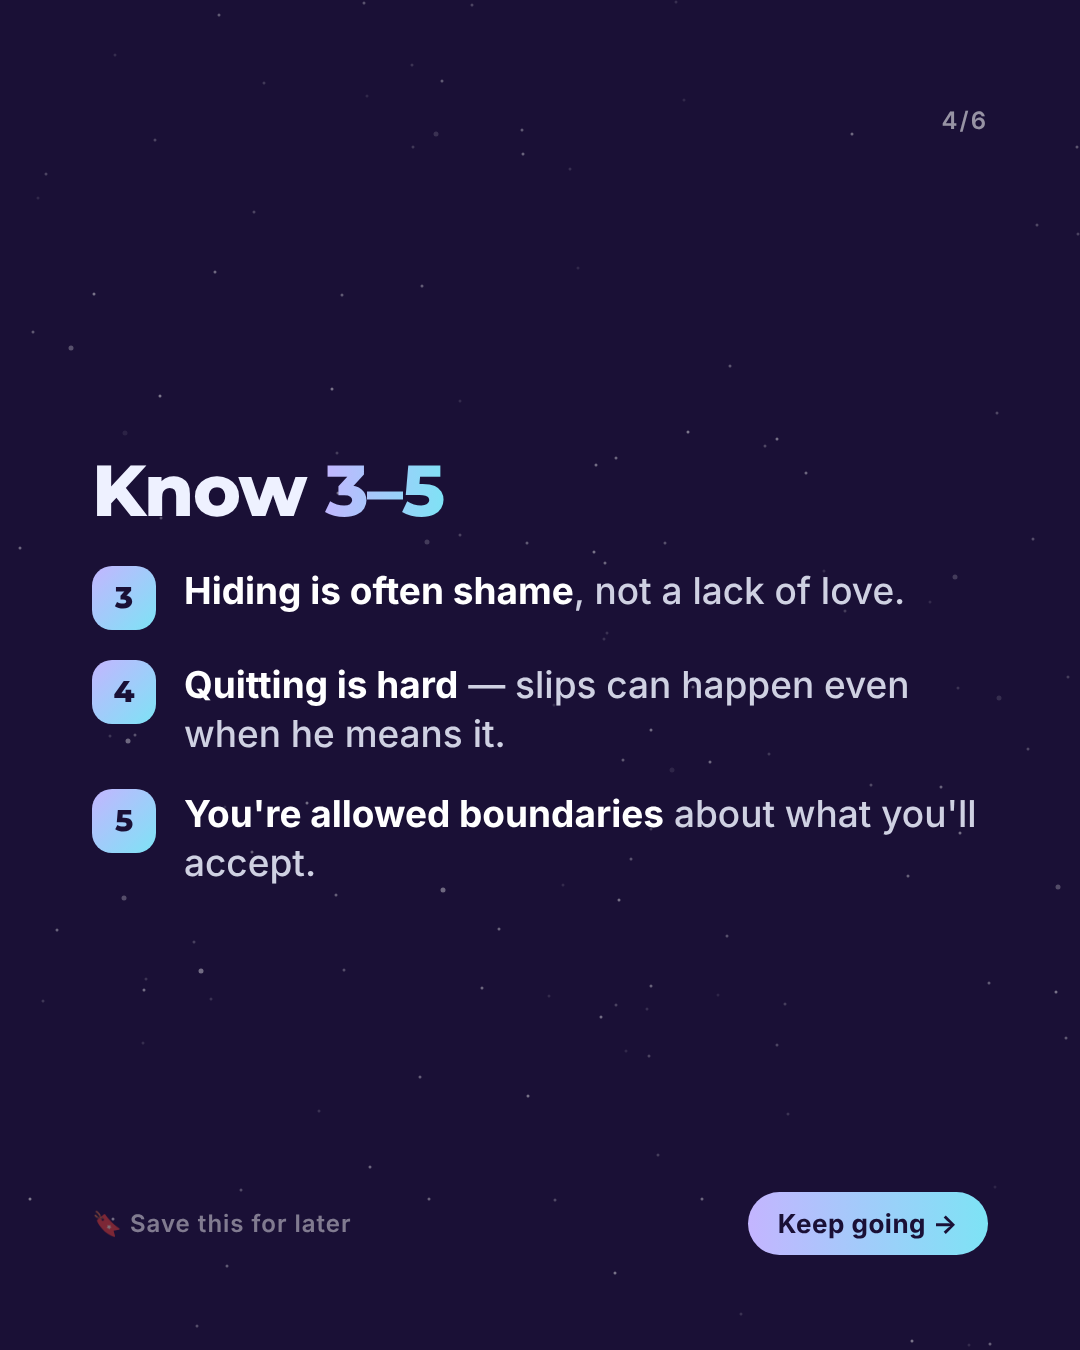 4/6
Know 3–5
3 Hiding is often shame, not a lack of love.
4 Quitting is hard — slips can happen even
when he means it.
5 You're allowed boundaries about what you'll
accept.
🔖 Save this for later
Keep going →